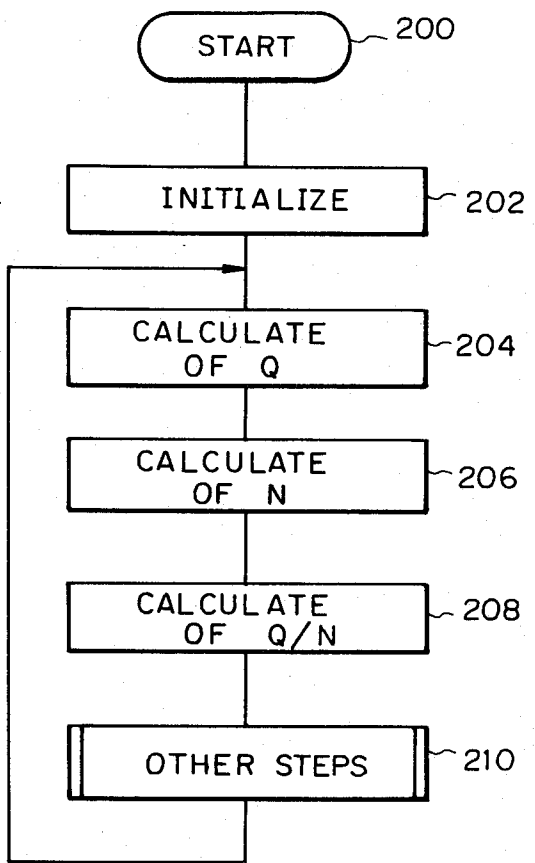 START
200
INITIALIZE
202
CALCULATE
OF Q
204
CALCULATE
OF N
206
CALCULATE
OF Q/N
208
OTHER STEPS
210